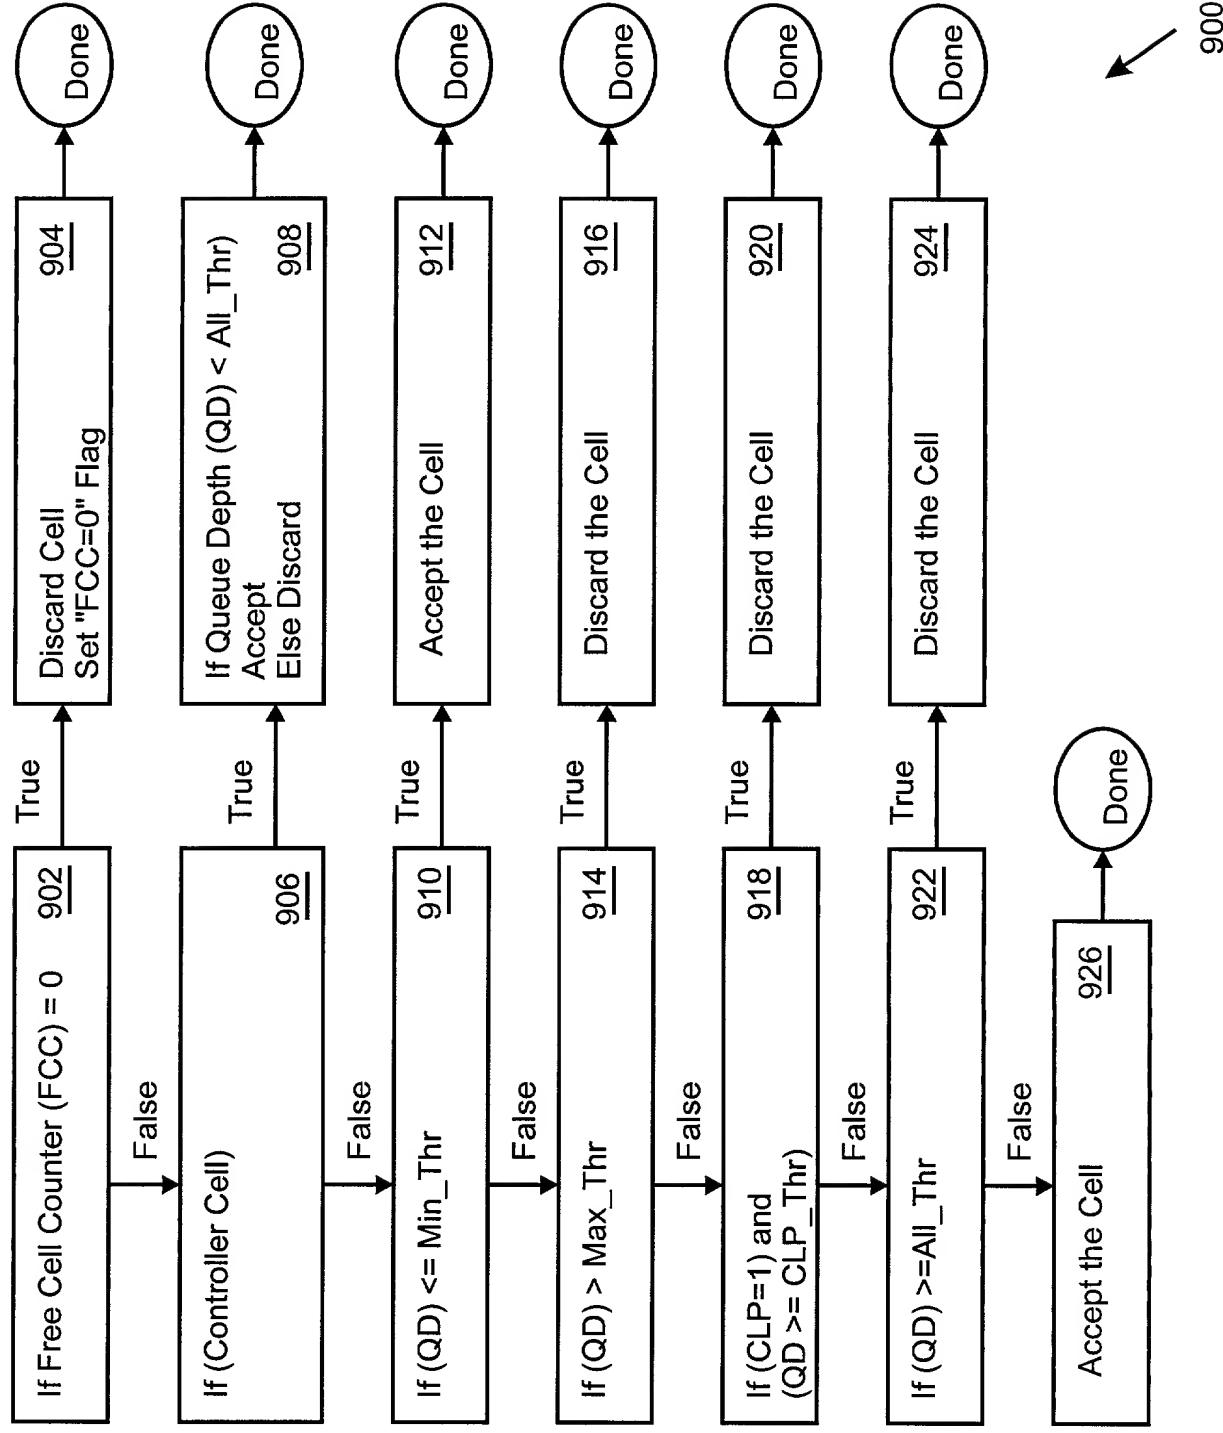 If Free Cell Counter (FCC) = 0
902
True
Discard Cell
Set "FCC=0" Flag
904
Done
False
If (Controller Cell)
906
True
If Queue Depth (QD) < All_Thr)
Accept
Else Discard
908
Done
False
If (QD) <= Min_Thr
910
True
Accept the Cell
912
Done
False
If (QD) > Max_Thr
914
True
Discard the Cell
916
Done
False
If (CLP=1) and
(QD >= CLP_Thr)
918
True
Discard the Cell
920
Done
False
If (QD) >=All_Thr
922
True
Discard the Cell
924
Done
False
Accept the Cell
926
Done
900